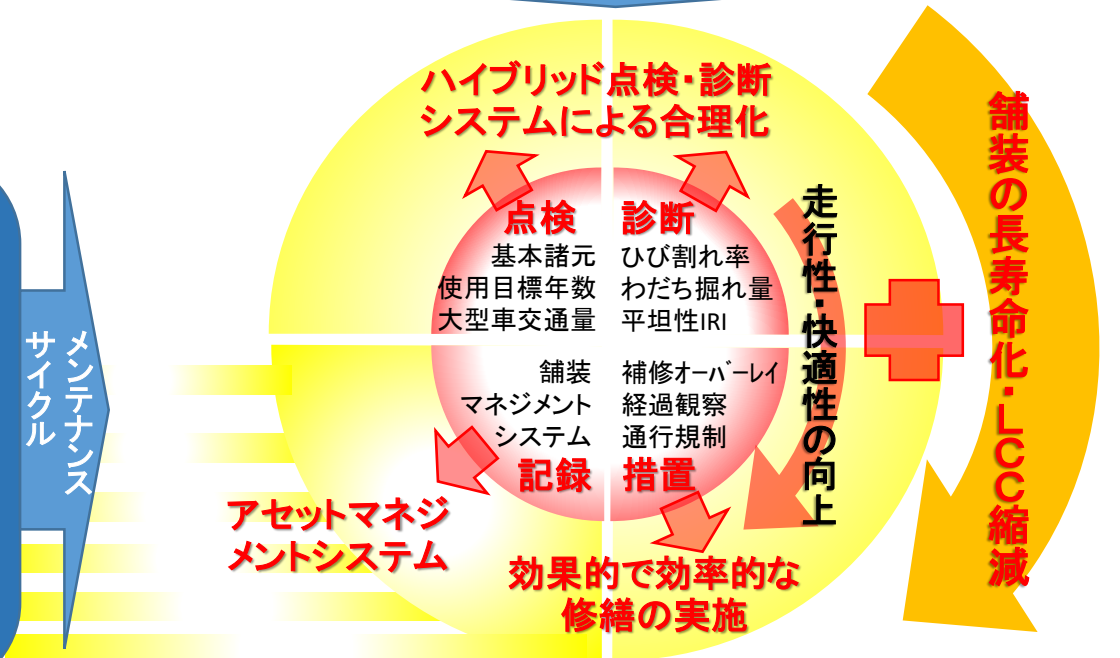 ハイブリッド点検・診断
システムによる合理化
点検
基本諸元
使用目標年数
大型車交通量
診断
ひび割れ率
わだち掘れ量
平坦性IRI
舗装
マネジメント
システム
記録
補修オーバーレイ
経過観察
通行規制
措置
アセットマネジ
メントシステム
効果的で効率的な
修繕の実施
走行性・快適性の向上
舗装の長寿命化・LCC縮減
メンテナンス
サイクル